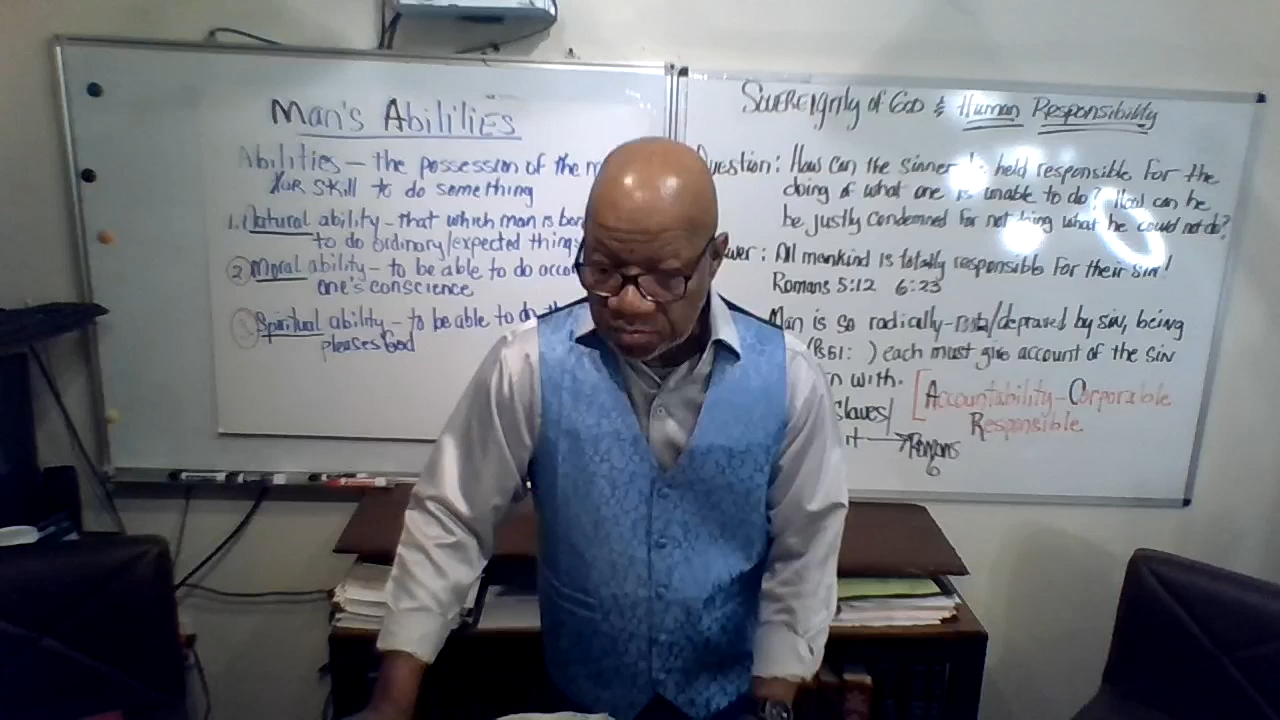 Man's Abilities
Abilities – the possession of the m
/or skill to do something
1. Natural ability – that which man is bor
to do ordinary/expected things
2 Moral ability – to be able to do acco
one's conscience
3 Spiritual ability – to be able to do th
pleases God
Sovereignty of God & Human Responsibility
Question: How can the sinner be held responsible for the
doing of what one is unable to do? How can he
be justly condemned for not doing what he could not do?
wer: All mankind is totally responsible for their sin!
Romans 5:12 6:23
Man is so radically depraved by sin, being
(Ps51: ) each must give account of the sin
n with.
Slaves/
[Accountability – Corporable
Responsible